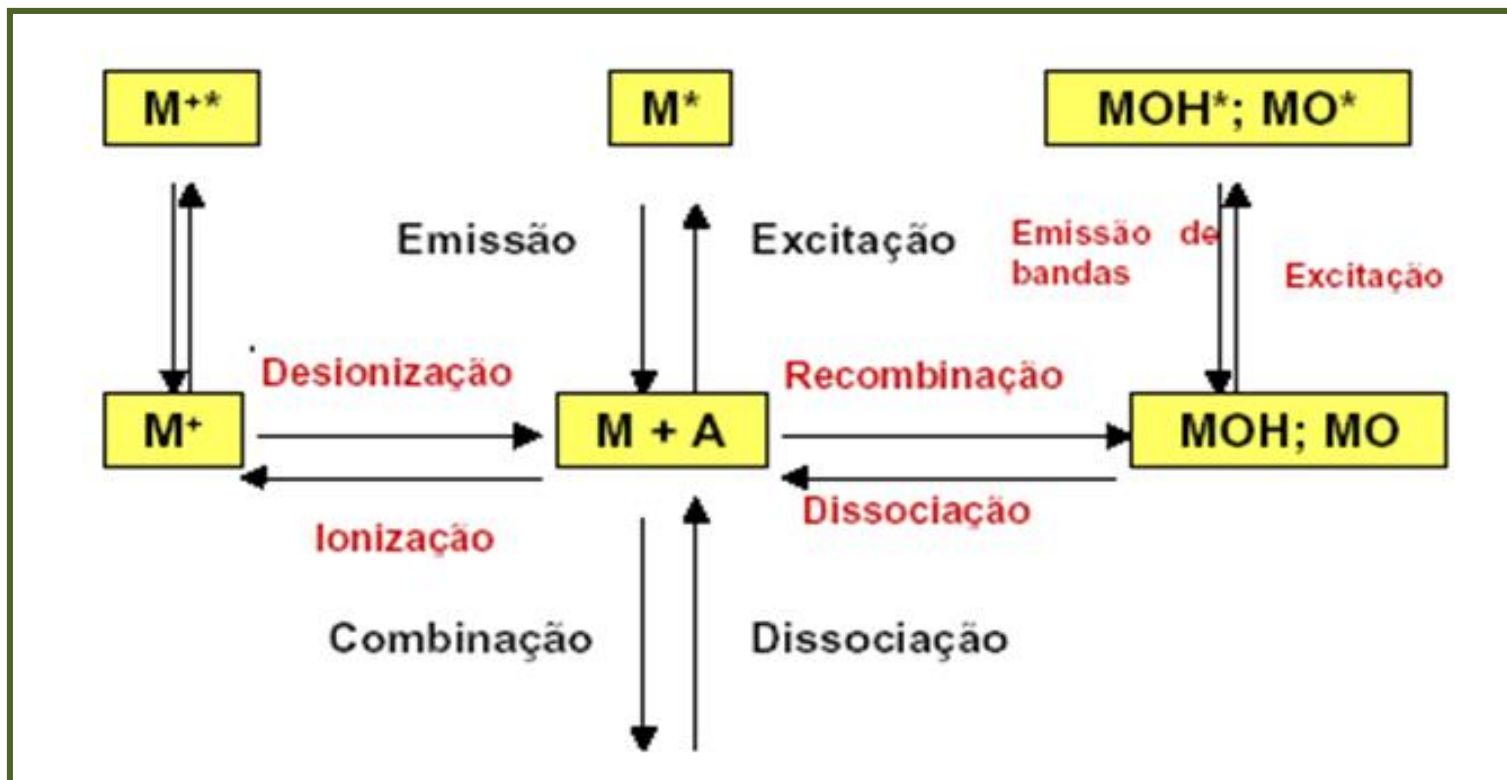 M⁺*
M*
MOH*; MO*
Emissão
Excitação
Emissão de
bandas
Excitação
Desionização
Recombinação
M⁺
M + A
MOH; MO
Ionização
Dissociação
Combinação
Dissociação